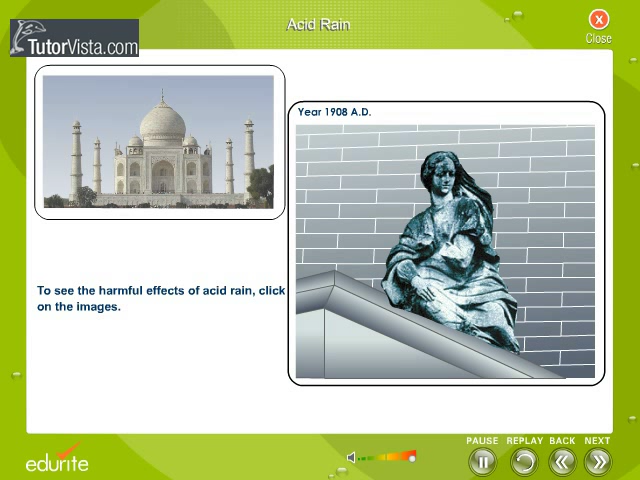 Acid Rain
TutorVista.com
Close
Year 1908 A.D.
To see the harmful effects of acid rain, click
on the images.
PAUSE REPLAY BACK NEXT
edurite